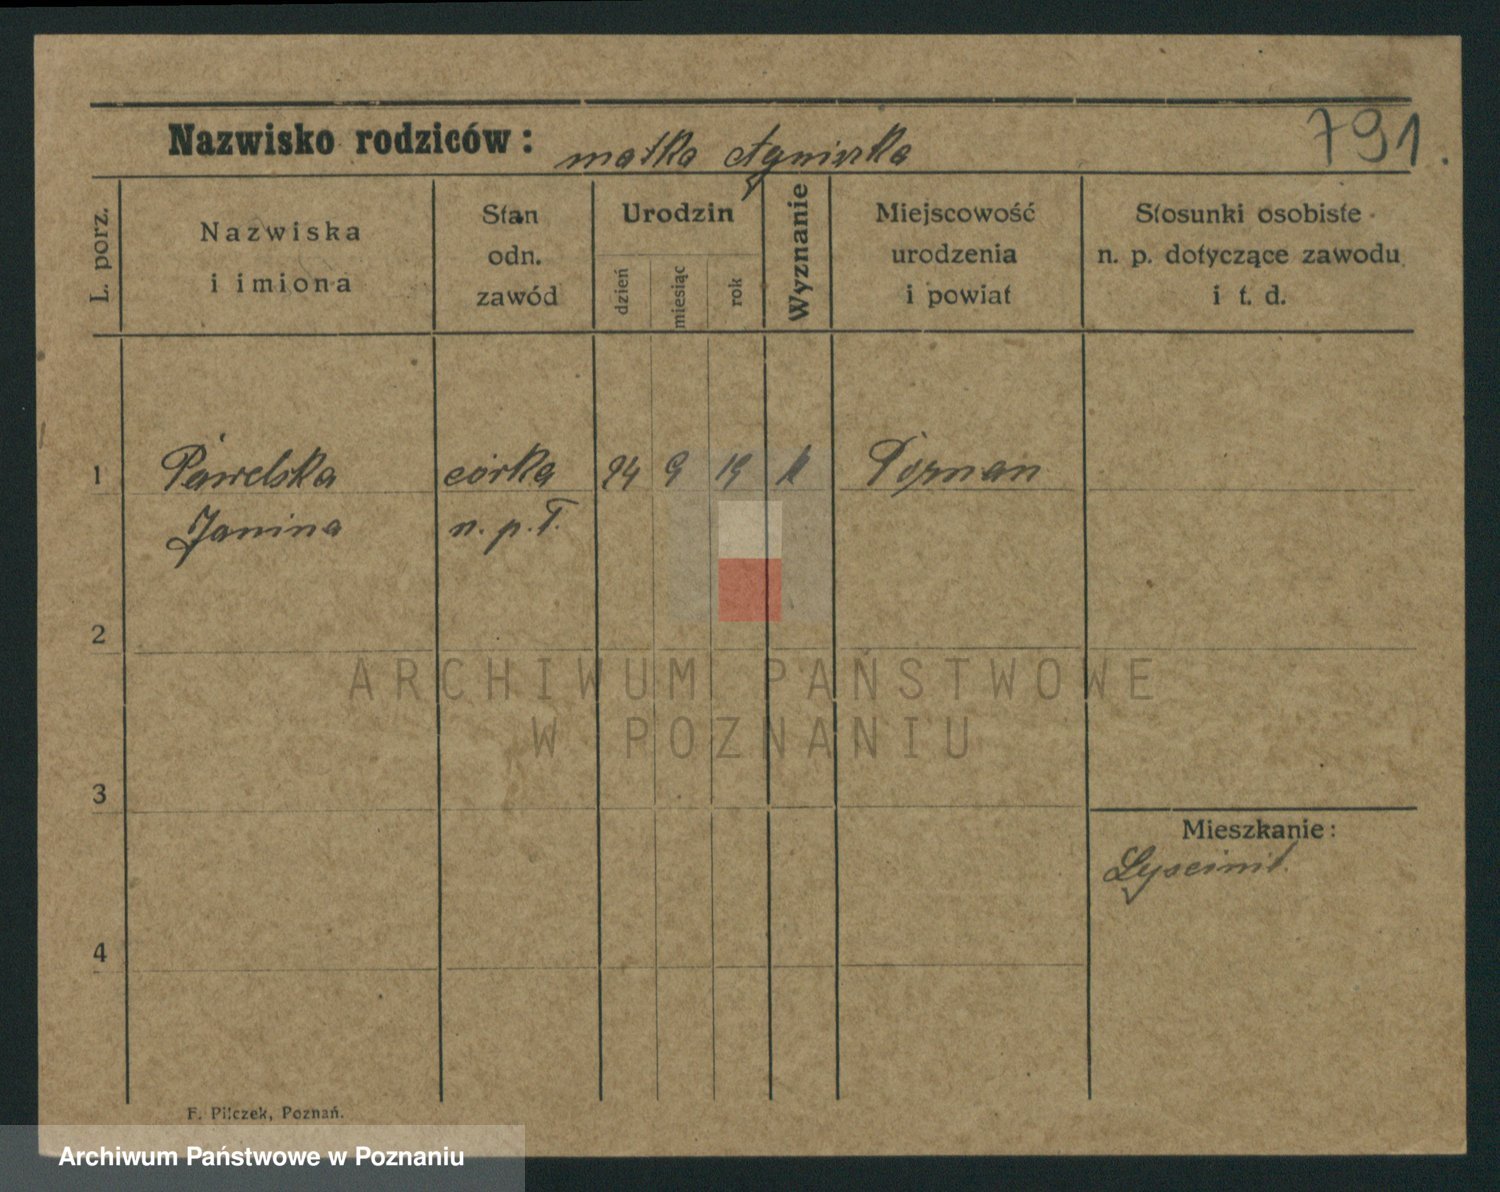 791.
Nazwisko rodziców: matka Agnieszka
L. porz.
Nazwiska
i imiona
Stan
odn.
zawód
Urodzin
dzień
miesiąc
rok
Wyznanie
Miejscowość
urodzenia
i powiat
Stosunki osobiste
n. p. dotyczące zawodu
i t. d.
1 Pawelska córka 24 9 19 k Poznan
Janina n. p. T.
2
3
4
Mieszkanie:
ARCHIWUM PAŃSTWOWE
W POZNANIU
F. Pilczek, Poznań.
Archiwum Państwowe w Poznaniu